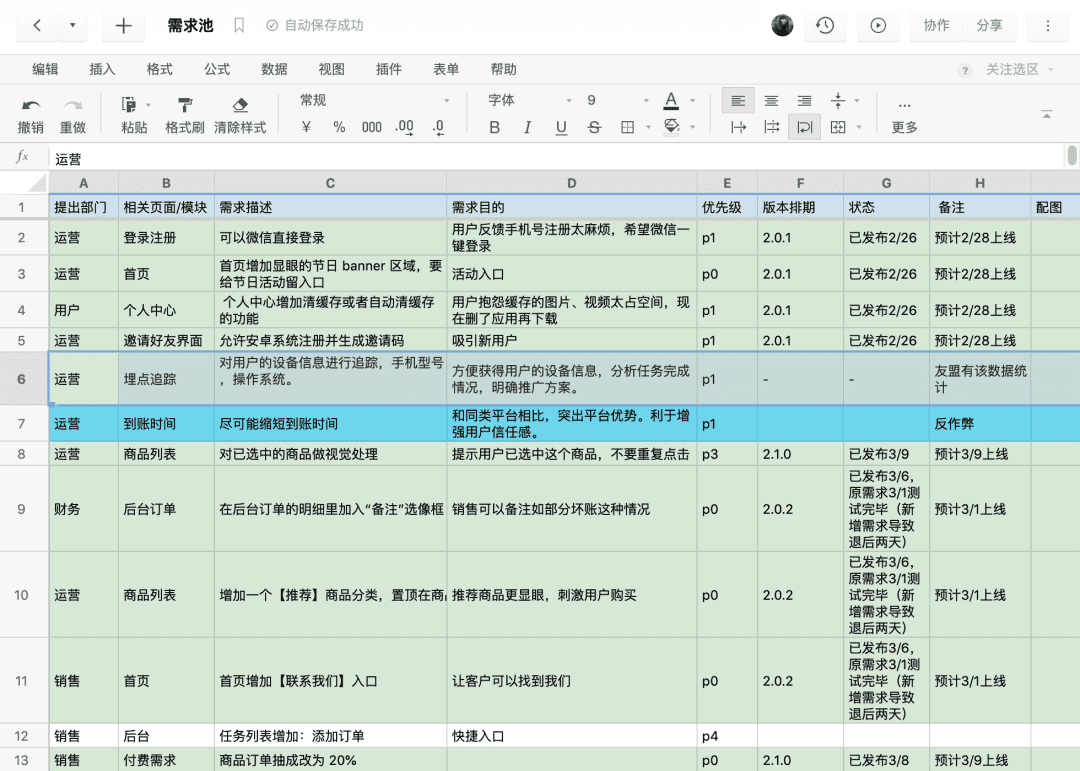 需求池 自动保存成功 协作 分享
编辑 插入 格式 公式 数据 视图 插件 表单 帮助 ? 关注选区
常规 字体 9 A
撤销 重做 粘贴 格式刷 清除样式 ¥ % 000 .00 .0 B I U S 更多
fx 运营
A B C D E F G H
1 提出部门 相关页面/模块 需求描述 需求目的 优先级 版本排期 状态 备注 配图
2 运营 登录注册 可以微信直接登录 用户反馈手机号注册太麻烦，希望微信一
键登录 p1 2.0.1 已发布2/26 预计2/28上线
3 运营 首页 首页增加显眼的节日 banner 区域，要
给节日活动留入口 活动入口 p0 2.0.1 已发布2/26 预计2/28上线
4 用户 个人中心 个人中心增加清缓存或者自动清缓存
的功能 用户抱怨缓存的图片、视频太占空间，现
在删了应用再下载 p1 2.0.1 已发布2/26 预计2/28上线
5 运营 邀请好友界面 允许安卓系统注册并生成邀请码 吸引新用户 p1 2.0.1 已发布2/26 预计2/28上线
6 运营 埋点追踪 对用户的设备信息进行追踪，手机型号
，操作系统。 方便获得用户的设备信息，分析任务完成
情况，明确推广方案。 p1 - - 友盟有该数据统
计
7 运营 到账时间 尽可能缩短到账时间 和同类平台相比，突出平台优势。利于增
强用户信任感。 p1 反作弊
8 运营 商品列表 对已选中的商品做视觉处理 提示用户已选中这个商品，不要重复点击 p3 2.1.0 已发布3/9 预计3/9上线
9 财务 后台订单 在后台订单的明细里加入“备注”选像框 销售可以备注如部分坏账这种情况 p0 2.0.2 已发布3/6，
原需求3/1测
试完毕（新
增需求导致
退后两天） 预计3/1上线
10 运营 商品列表 增加一个【推荐】商品分类，置顶在商 推荐商品更显眼，刺激用户购买 p0 2.0.2 已发布3/6，
原需求3/1测
试完毕（新
增需求导致
退后两天） 预计3/1上线
11 销售 首页 首页增加【联系我们】入口 让客户可以找到我们 p0 2.0.2 已发布3/6，
原需求3/1测
试完毕（新
增需求导致
退后两天） 预计3/1上线
12 销售 后台 任务列表增加：添加订单 快捷入口 p4
13 销售 付费需求 商品订单抽成改为 20% p0 2.1.0 已发布3/8 预计3/9上线